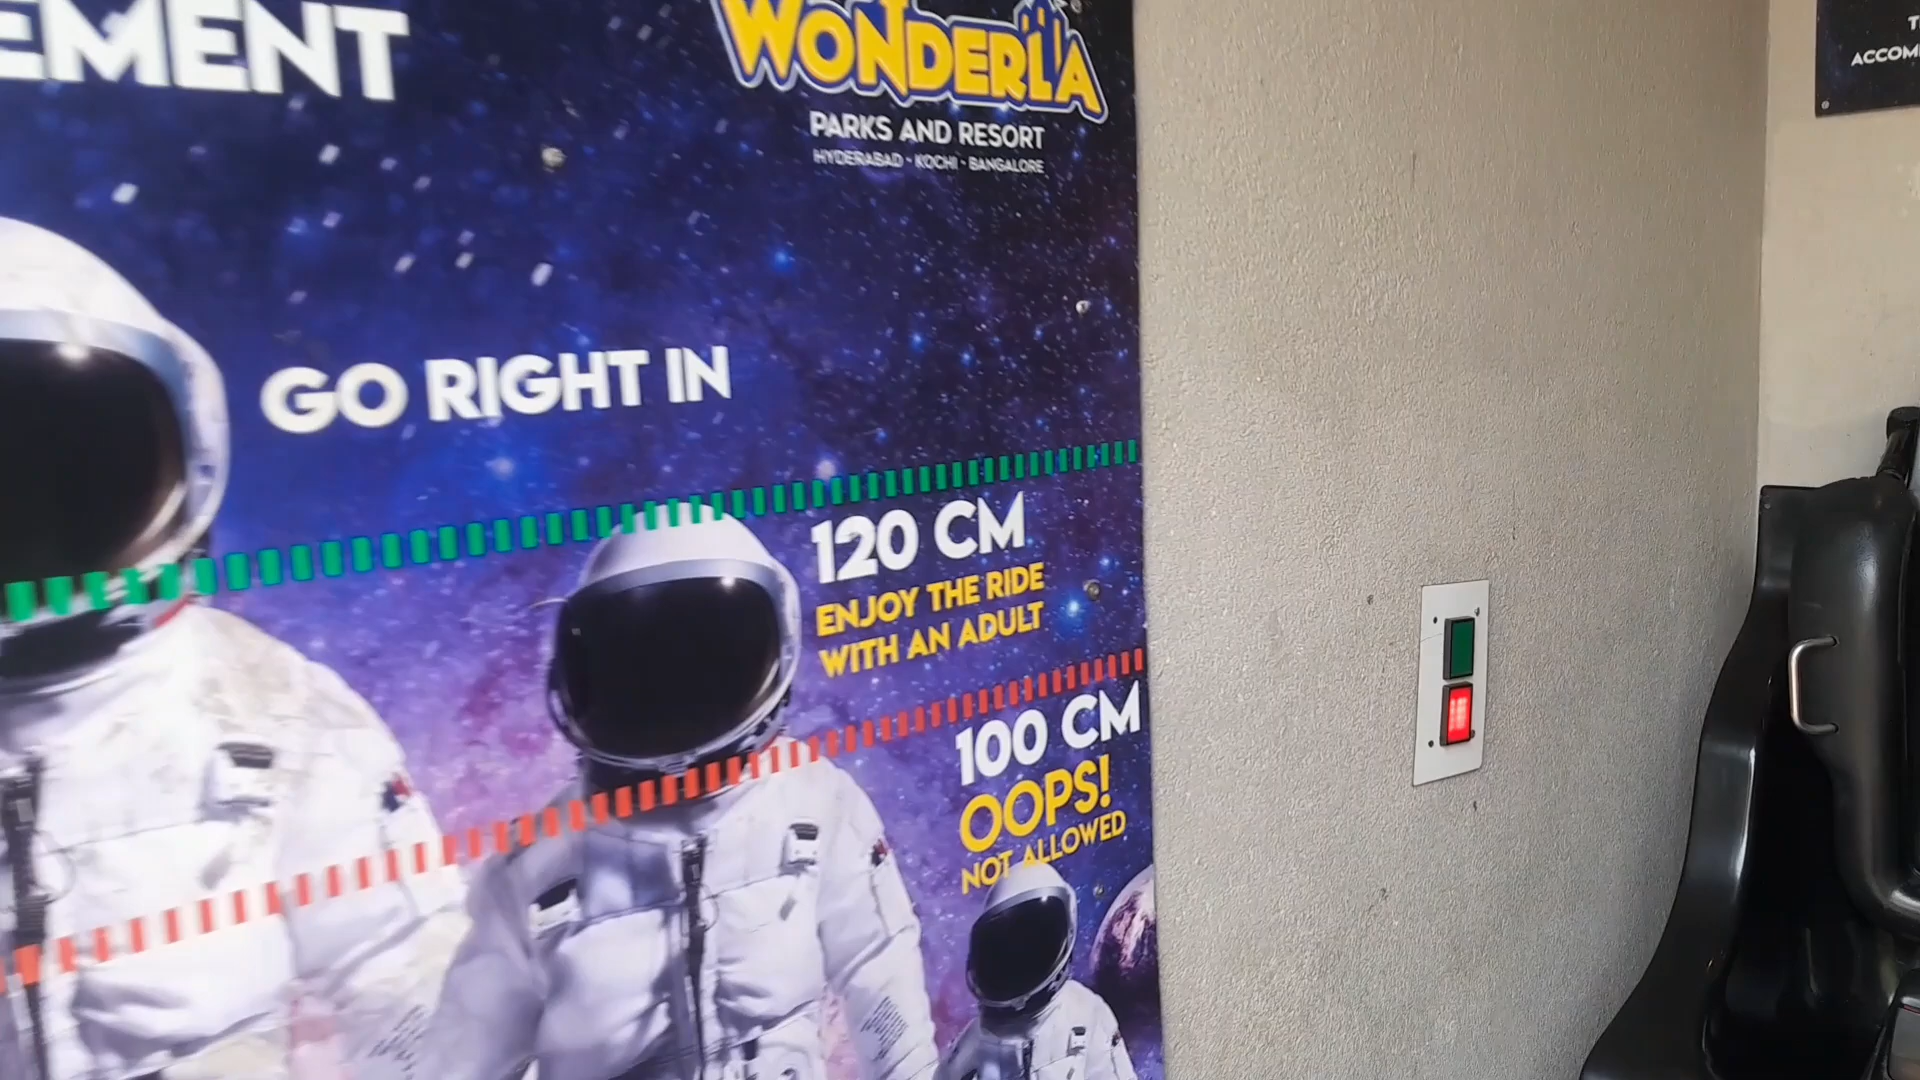 EMENT
WONDERLA
PARKS AND RESORT
HYDERABAD - KOCHI - BANGALORE
GO RIGHT IN
120 CM
ENJOY THE RIDE
WITH AN ADULT
100 CM
OOPS!
NOT ALLOWED
T
ACCOM